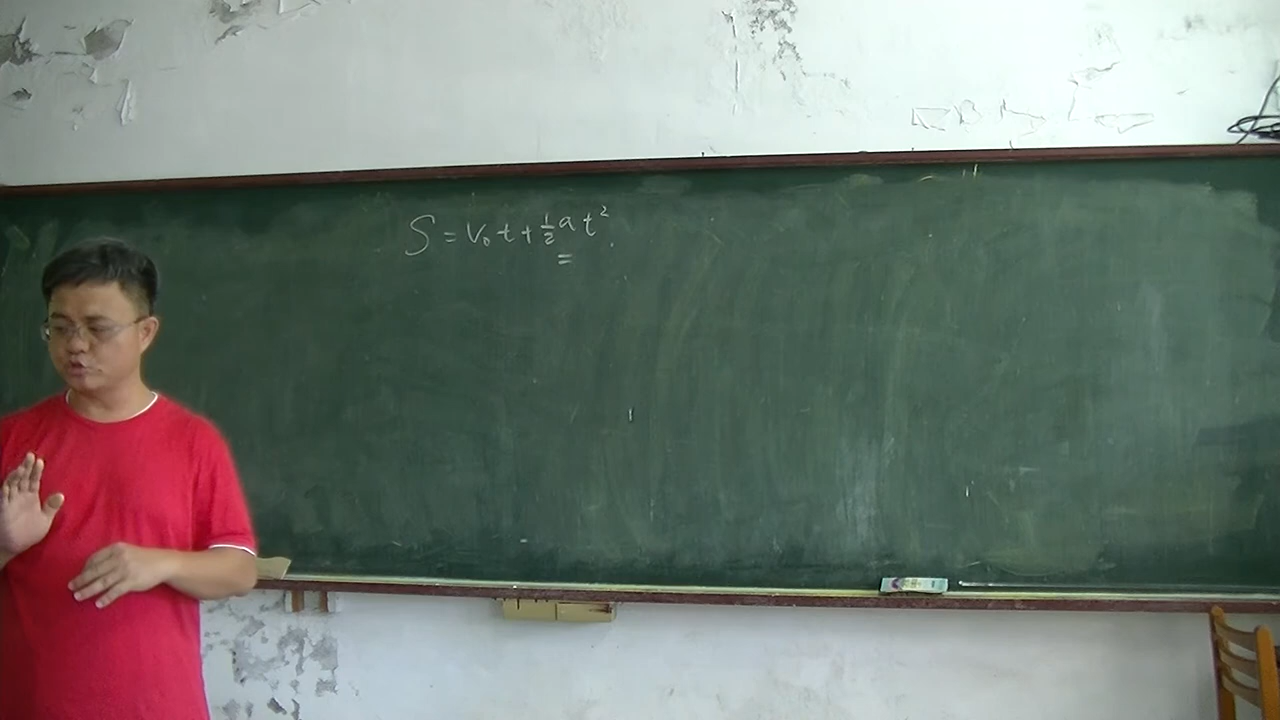 S = V₀t + ½at²